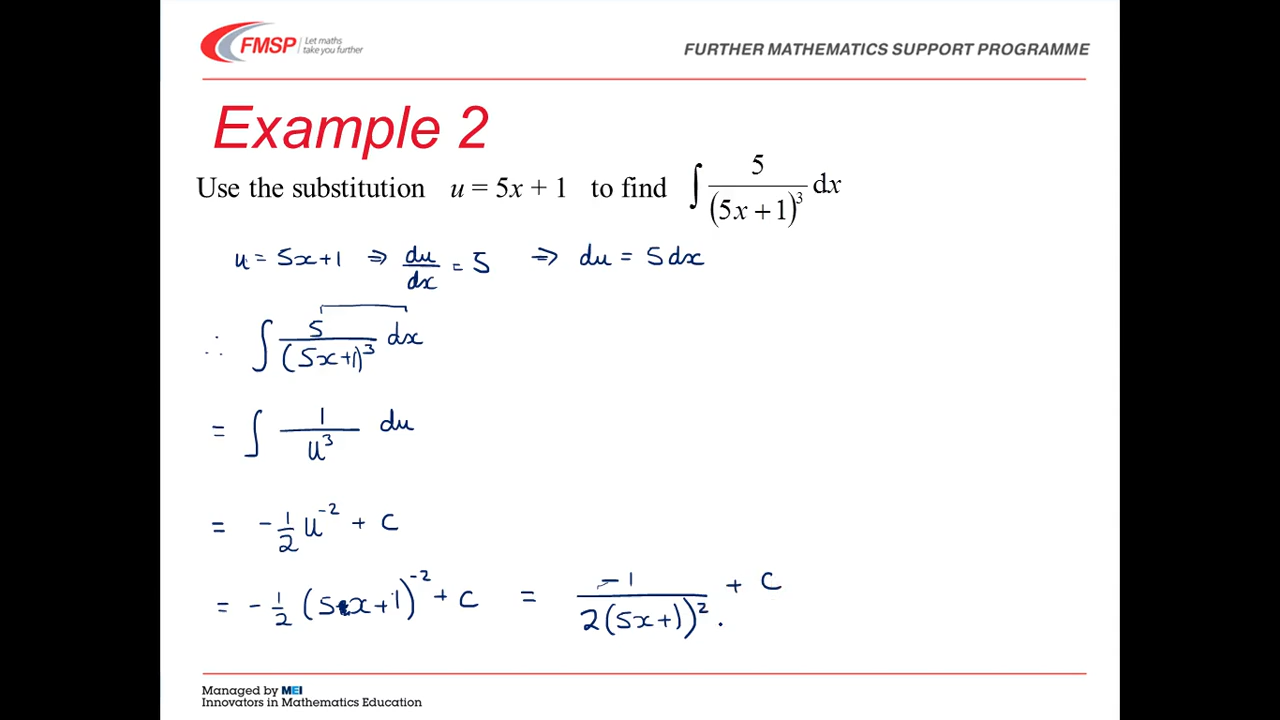 FMSP Let maths take you further
FURTHER MATHEMATICS SUPPORT PROGRAMME
Example 2
Use the substitution u = 5x + 1 to find ∫ 5/(5x + 1)³ dx
u = 5x+1 ⇒ du/dx = 5 ⇒ du = 5dx
∴ ∫ 5/(5x+1)³ dx
= ∫ 1/u³ du
= -½ u⁻² + c
= -½ (5x+1)⁻² + c = -1/2(5x+1)² + c
Managed by MEI
Innovators in Mathematics Education